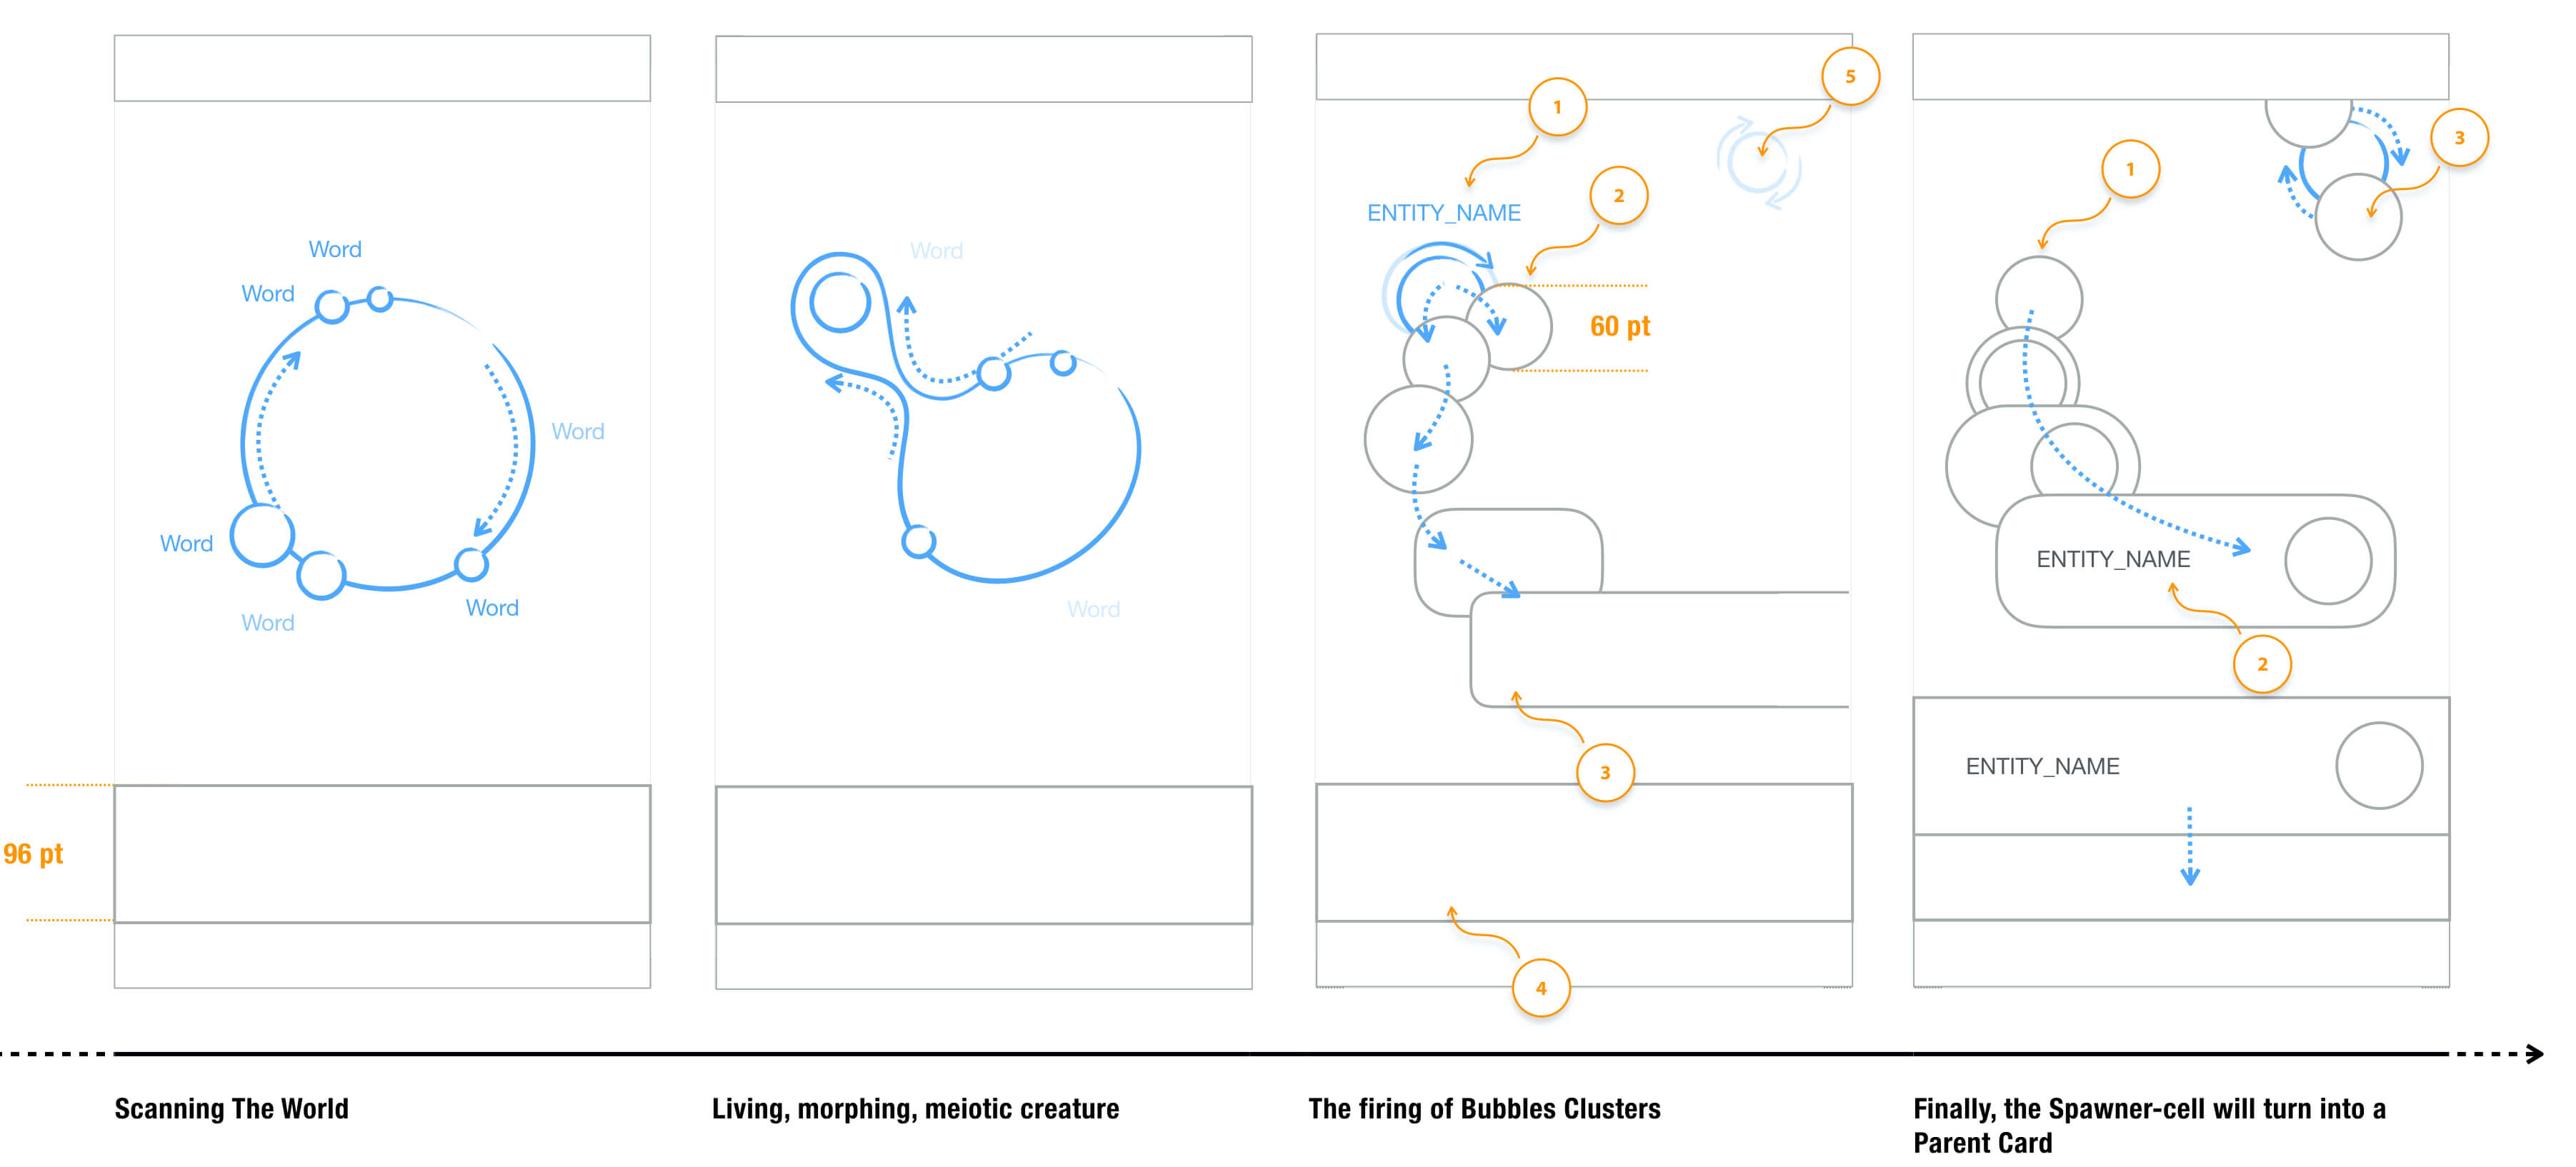 Word
Word
Word
Word
Word
Word
96 pt
Scanning The World
Word
Word
Living, morphing, meiotic creature
5
1
2
ENTITY_NAME
60 pt
3
4
The firing of Bubbles Clusters
3
1
ENTITY_NAME
2
ENTITY_NAME
Finally, the Spawner-cell will turn into a
Parent Card